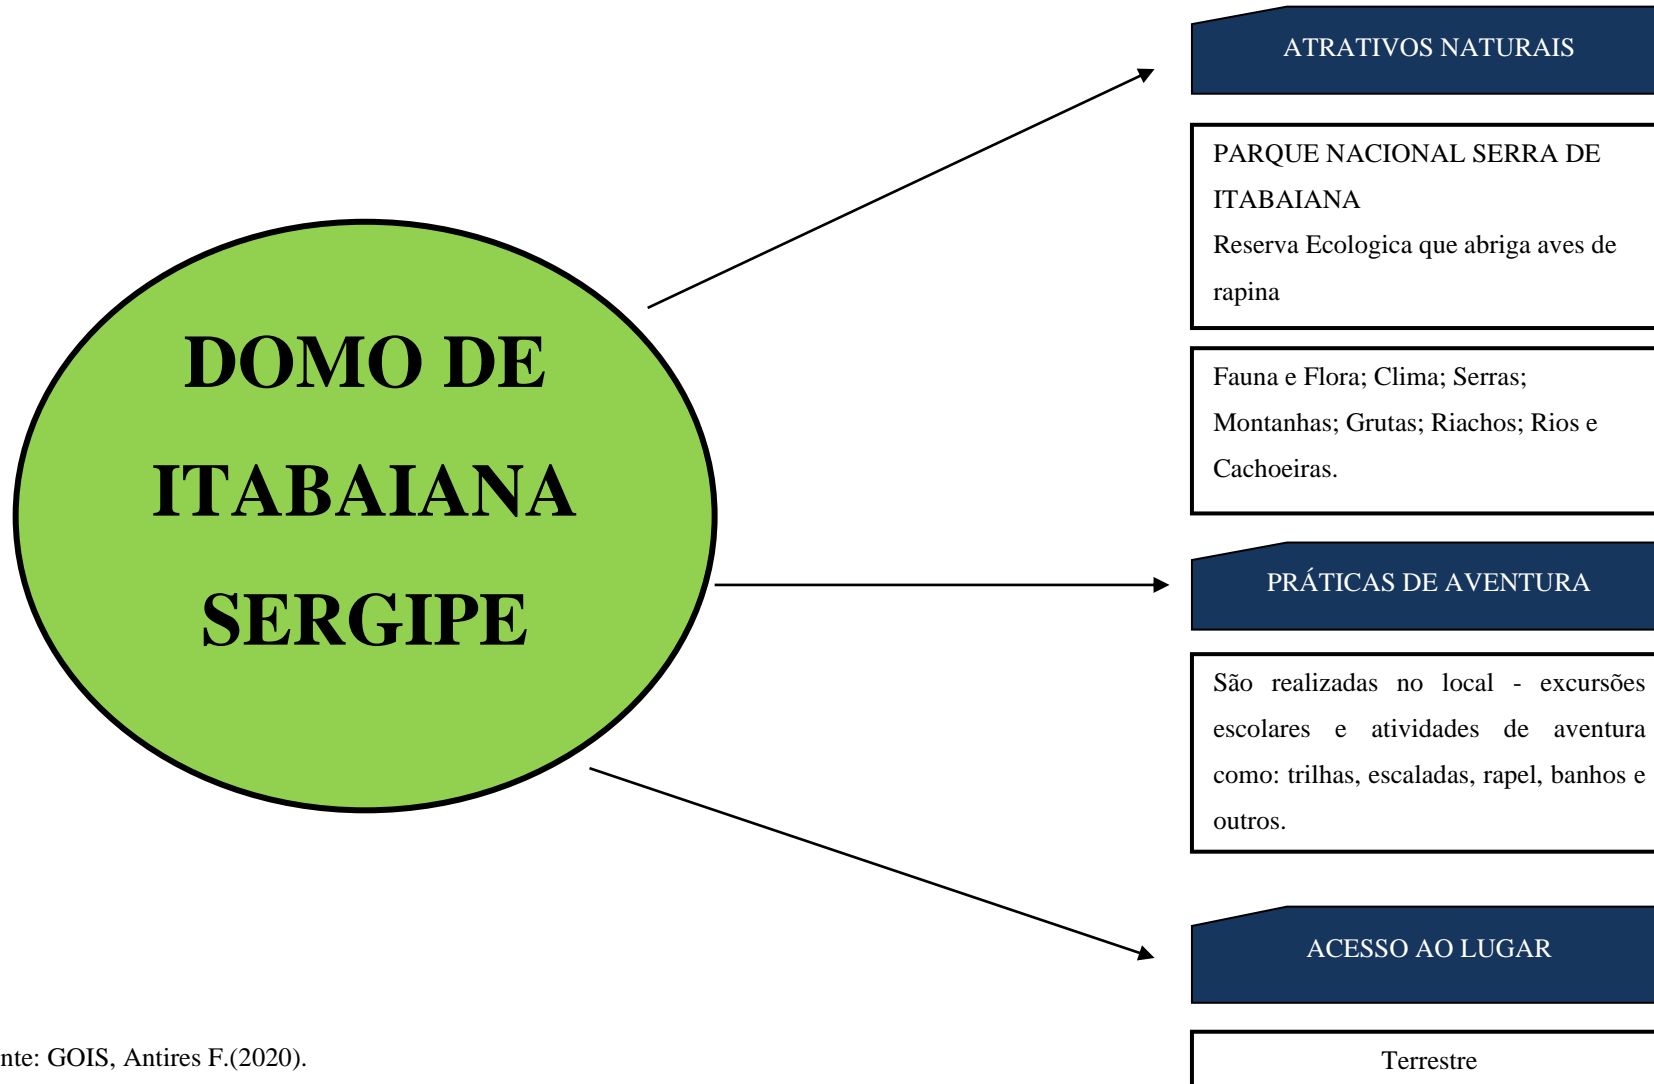 DOMO DE
ITABAIANA
SERGIPE
ATRATIVOS NATURAIS
PARQUE NACIONAL SERRA DE
ITABAIANA
Reserva Ecologica que abriga aves de
rapina
Fauna e Flora; Clima; Serras;
Montanhas; Grutas; Riachos; Rios e
Cachoeiras.
PRÁTICAS DE AVENTURA
São realizadas no local - excursões
escolares e atividades de aventura
como: trilhas, escaladas, rapel, banhos e
outros.
ACESSO AO LUGAR
Terrestre
nte: GOIS, Antires F.(2020).